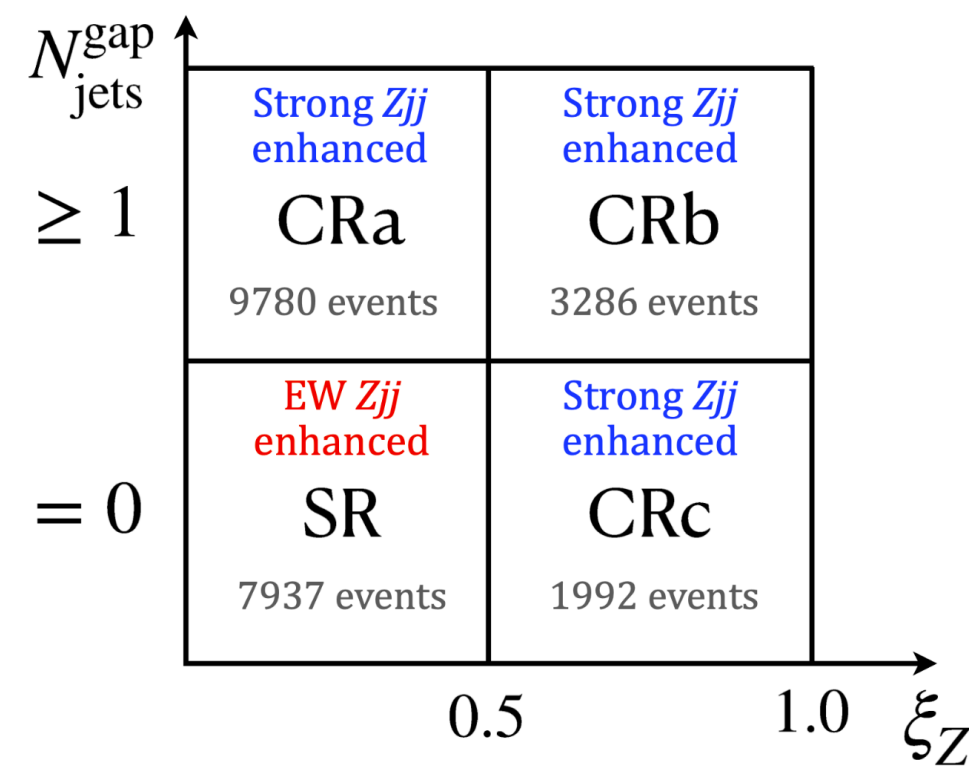 N^gap_jets
Strong Zjj
enhanced
CRa
9780 events
Strong Zjj
enhanced
CRb
3286 events
≥ 1
EW Zjj
enhanced
SR
7937 events
Strong Zjj
enhanced
CRc
1992 events
= 0
0.5
1.0
ξ_Z